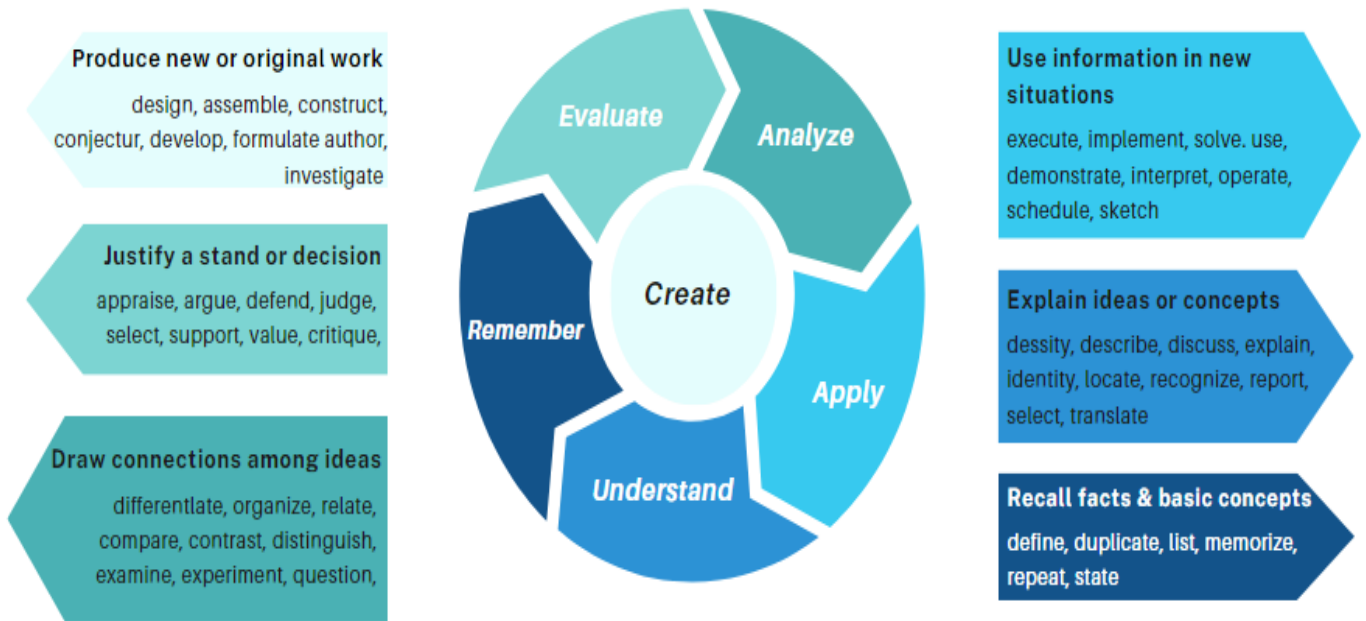 Produce new or original work
design, assemble, construct,
conjectur, develop, formulate author,
investigate
Justify a stand or decision
appraise, argue, defend, judge,
select, support, value, critique,
Draw connections among ideas
differentlate, organize, relate,
compare, contrast, distinguish,
examine, experiment, question,
Evaluate
Analyze
Create
Remember
Apply
Understand
Use information in new
situations
execute, implement, solve. use,
demonstrate, interpret, operate,
schedule, sketch
Explain ideas or concepts
dessity, describe, discuss, explain,
identity, locate, recognize, report,
select, translate
Recall facts & basic concepts
define, duplicate, list, memorize,
repeat, state